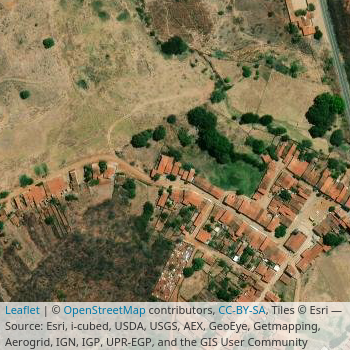 Leaflet | © OpenStreetMap contributors, CC-BY-SA, Tiles © Esri —
Source: Esri, i-cubed, USDA, USGS, AEX, GeoEye, Getmapping,
Aerogrid, IGN, IGP, UPR-EGP, and the GIS User Community